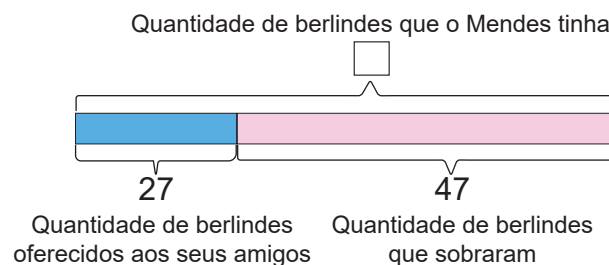 Quantidade de berlindes que o Mendes tinha
27
47
Quantidade de berlindes
oferecidos aos seus amigos
Quantidade de berlindes
que sobraram